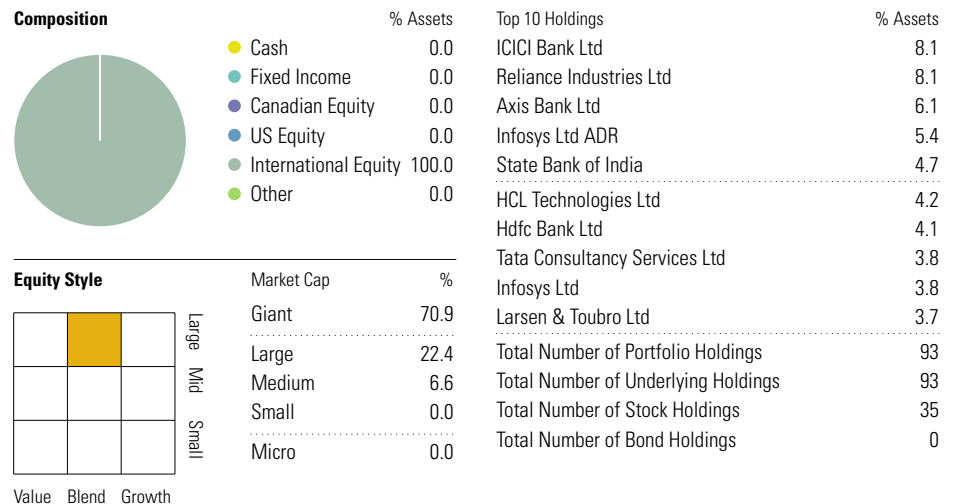 Composition % Assets
Cash 0.0
Fixed Income 0.0
Canadian Equity 0.0
US Equity 0.0
International Equity 100.0
Other 0.0
Equity Style
Large
Mid
Small
Value Blend Growth
Market Cap %
Giant 70.9
Large 22.4
Medium 6.6
Small 0.0
Micro 0.0
Top 10 Holdings % Assets
ICICI Bank Ltd 8.1
Reliance Industries Ltd 8.1
Axis Bank Ltd 6.1
Infosys Ltd ADR 5.4
State Bank of India 4.7
HCL Technologies Ltd 4.2
Hdfc Bank Ltd 4.1
Tata Consultancy Services Ltd 3.8
Infosys Ltd 3.8
Larsen & Toubro Ltd 3.7
Total Number of Portfolio Holdings 93
Total Number of Underlying Holdings 93
Total Number of Stock Holdings 35
Total Number of Bond Holdings 0